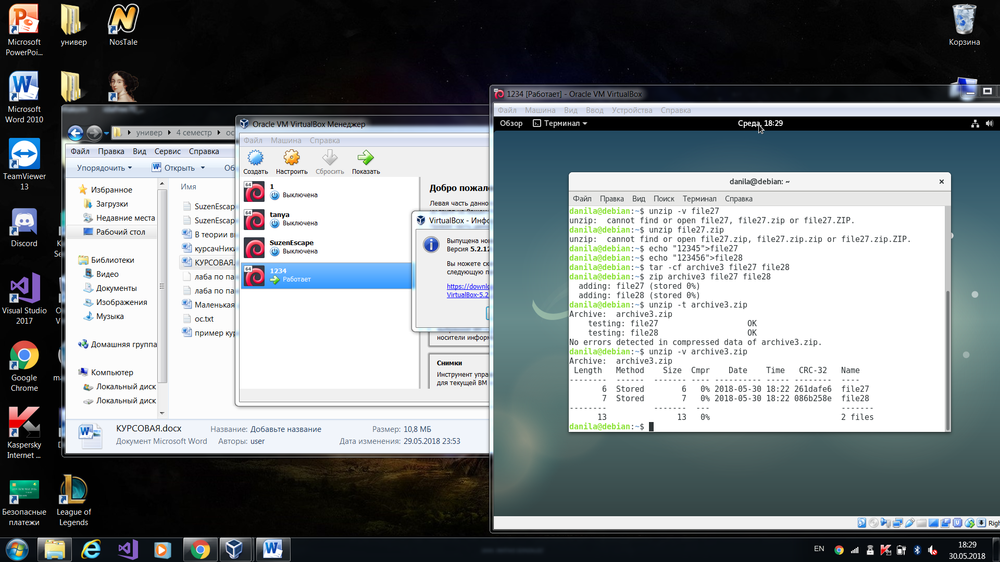 Microsoft
PowerPoi...
универ
NosTale
Корзина
Microsoft
Word 2010
TeamViewer
13
Discord
Visual Studio
2017
Google
Chrome
Kaspersky
Internet ...
Безопасные
платежи
League of
Legends
универ
4 семестр
ос
Файл Правка Вид Сервис Справка
Упорядочить Открыть Об
Избранное
Загрузки
Недавние места
Рабочий стол
Библиотеки
Видео
Документы
Изображения
Музыка
Домашняя группа
Компьютер
Локальный диск
Локальный диск
Имя
SuzenEscap
SuzenEscap
В теории в
курсачНики
КУРСОВАЯ.
лаба по па
лаба по па
Маленькая
ос.txt
пример кур
КУРСОВАЯ.docx Название: Добавьте название Размер: 10,8 МБ
Документ Microsoft Word Авторы: user Дата изменения: 29.05.2018 23:53
Oracle VM VirtualBox Менеджер
Файл Машина Справка
Создать Настроить Сбросить Показать
64
1
Выключена
64
tanya
Выключена
SuzenEscape
Выключена
64
1234
Работает
Добро пожал
Левая часть данно
VirtualBox - Инфо
Выпущена нов
Версия 5.2.12
Вы можете ск
следующую п
https://downlo
VirtualBox-5.2
носители информ
Снимки
Инструмент упра
для текущей ВМ
1234 [Работает] - Oracle VM VirtualBox
Файл Машина Вид Ввод Устройства Справка
Обзор Терминал Среда, 18:29
danila@debian: ~
Файл Правка Вид Поиск Терминал Справка
danila@debian:~$ unzip -v file27
unzip:  cannot find or open file27, file27.zip or file27.ZIP.
danila@debian:~$ unzip file27.zip
unzip:  cannot find or open file27.zip, file27.zip.zip or file27.zip.ZIP.
danila@debian:~$ echo "12345">file27
danila@debian:~$ echo "123456">file28
danila@debian:~$ tar -cf archive3 file27 file28
danila@debian:~$ zip archive3 file27 file28
  adding: file27 (stored 0%)
  adding: file28 (stored 0%)
danila@debian:~$ unzip -t archive3.zip
Archive:  archive3.zip
    testing: file27                   OK
    testing: file28                   OK
No errors detected in compressed data of archive3.zip.
danila@debian:~$ unzip -v archive3.zip
Archive:  archive3.zip
 Length   Method    Size  Cmpr    Date    Time   CRC-32   Name
--------  ------  ------- ---- ---------- ----- --------  ----
       6  Stored        6   0% 2018-05-30 18:22 261dafe6  file27
       7  Stored        7   0% 2018-05-30 18:22 086b258e  file28
--------          -------  ---                            -------
      13               13   0%                            2 files
danila@debian:~$
Righ
EN
18:29
30.05.2018